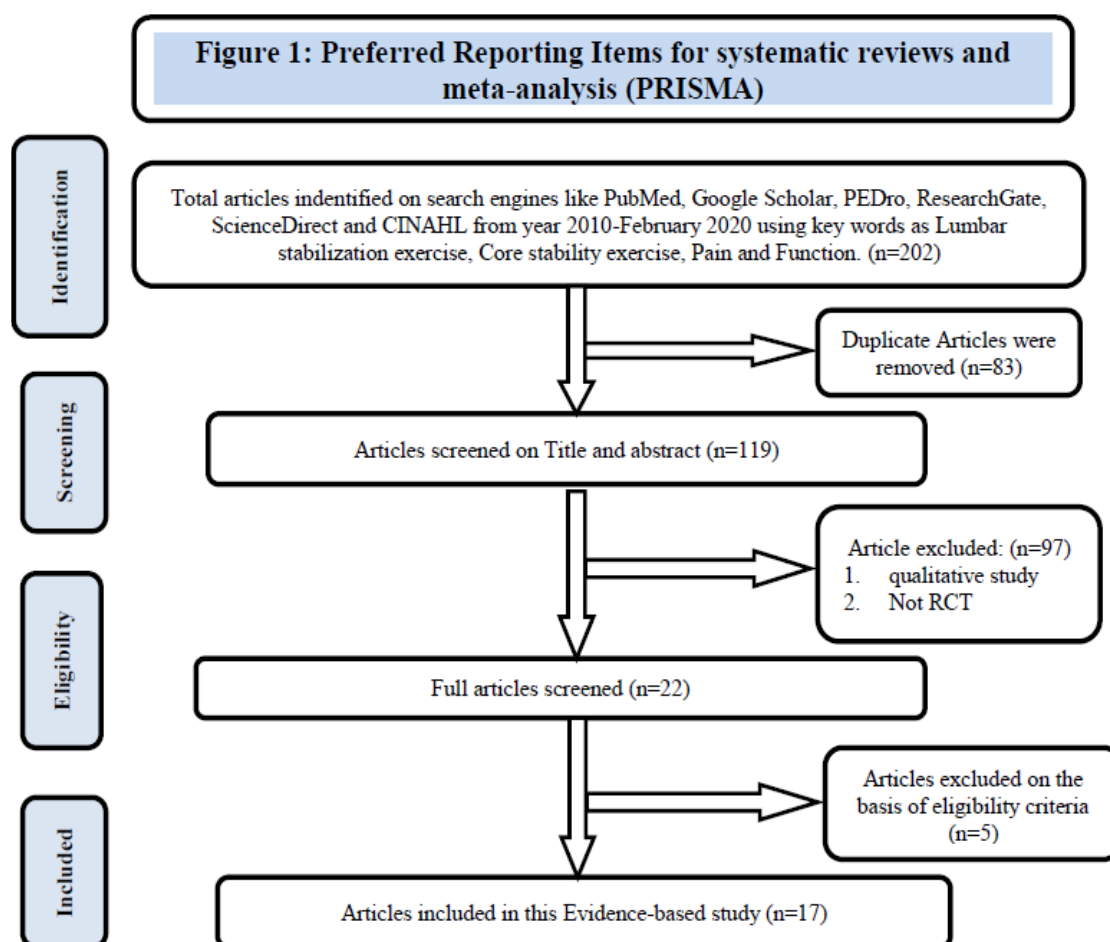 Figure 1: Preferred Reporting Items for systematic reviews and
meta-analysis (PRISMA)
Identification
Total articles indentified on search engines like PubMed, Google Scholar, PEDro, ResearchGate,
ScienceDirect and CINAHL from year 2010-February 2020 using key words as Lumbar
stabilization exercise, Core stability exercise, Pain and Function. (n=202)
Duplicate Articles were
removed (n=83)
Screening
Articles screened on Title and abstract (n=119)
Article excluded: (n=97)
1. qualitative study
2. Not RCT
Eligibility
Full articles screened (n=22)
Articles excluded on the
basis of eligibility criteria
(n=5)
Included
Articles included in this Evidence-based study (n=17)